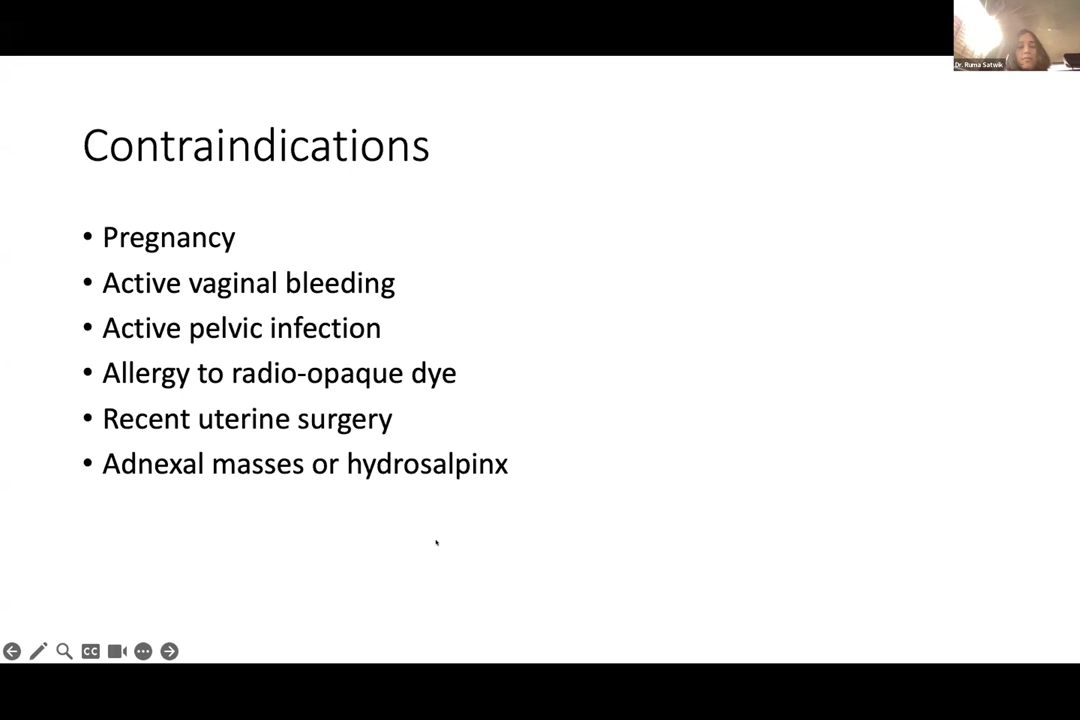 Dr. Ruma Satwik
Contraindications
• Pregnancy
• Active vaginal bleeding
• Active pelvic infection
• Allergy to radio-opaque dye
• Recent uterine surgery
• Adnexal masses or hydrosalpinx
CC